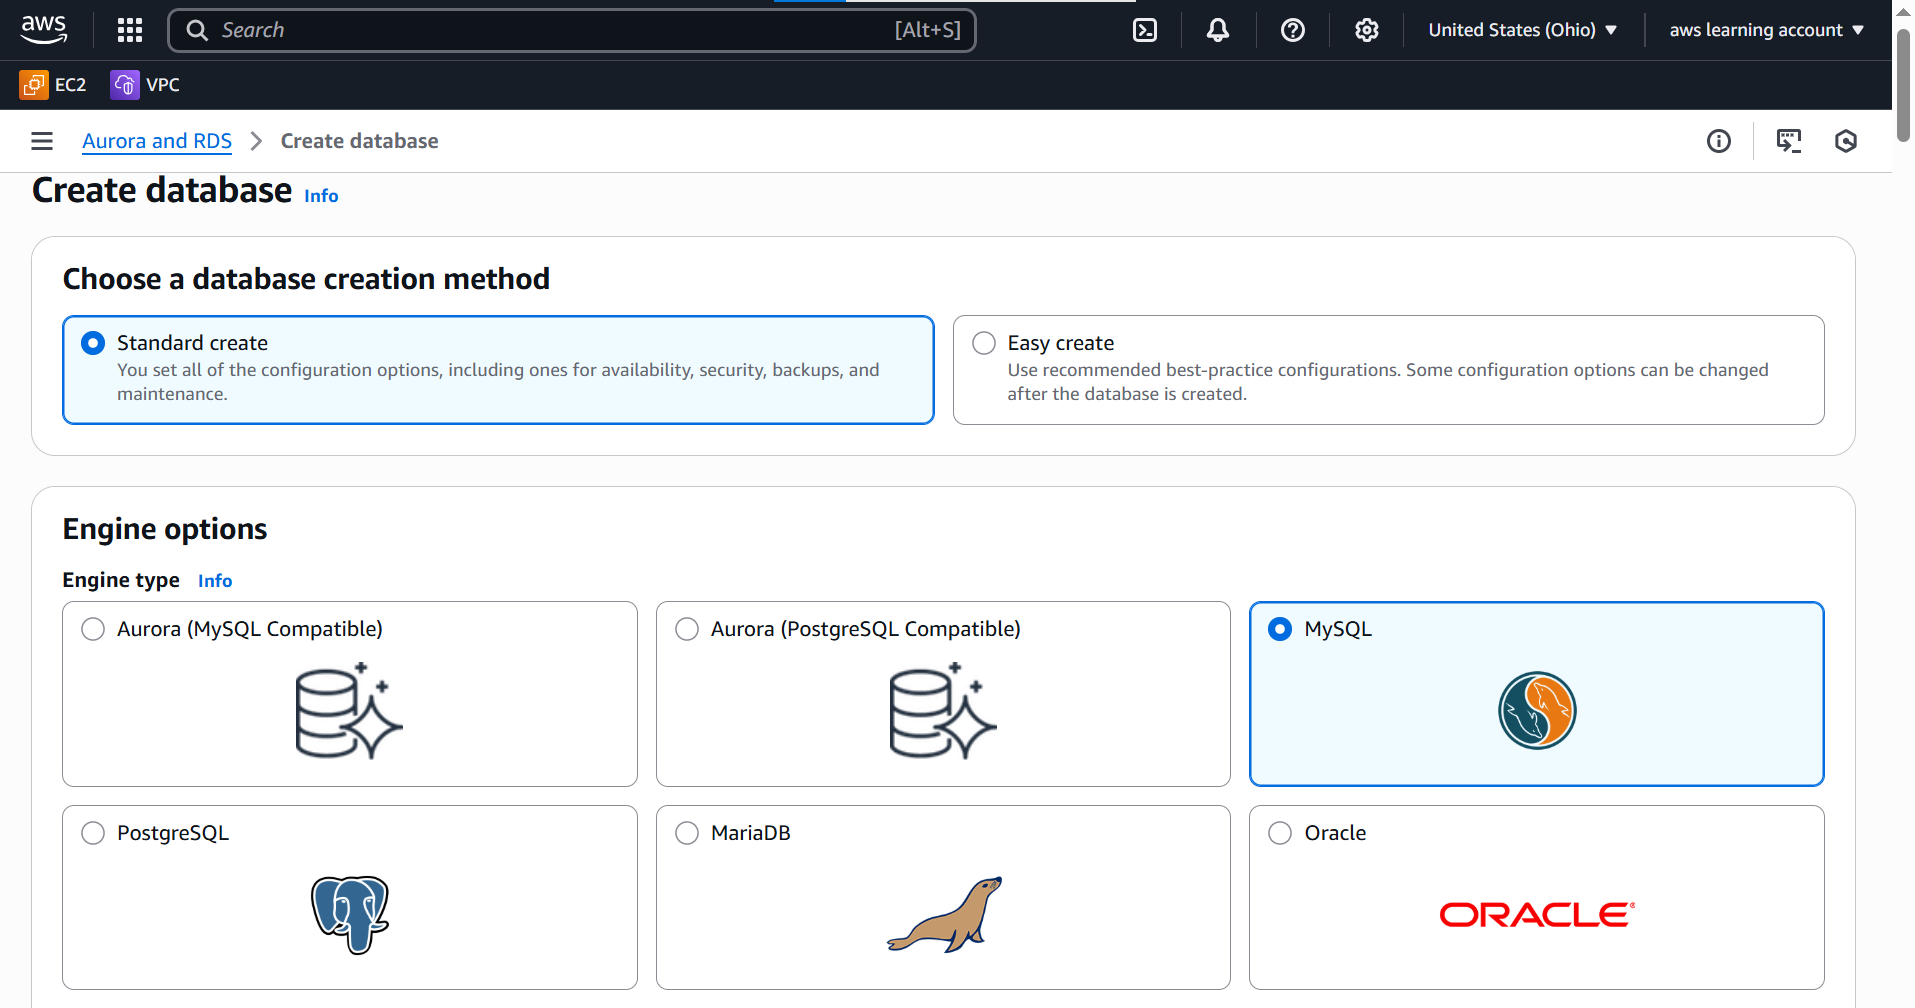 aws
Search [Alt+S]
United States (Ohio)
aws learning account
EC2
VPC
Aurora and RDS
Create database
Create database Info
Choose a database creation method
Standard create
You set all of the configuration options, including ones for availability, security, backups, and
maintenance.
Easy create
Use recommended best-practice configurations. Some configuration options can be changed
after the database is created.
Engine options
Engine type Info
Aurora (MySQL Compatible)
Aurora (PostgreSQL Compatible)
MySQL
PostgreSQL
MariaDB
Oracle
ORACLE®